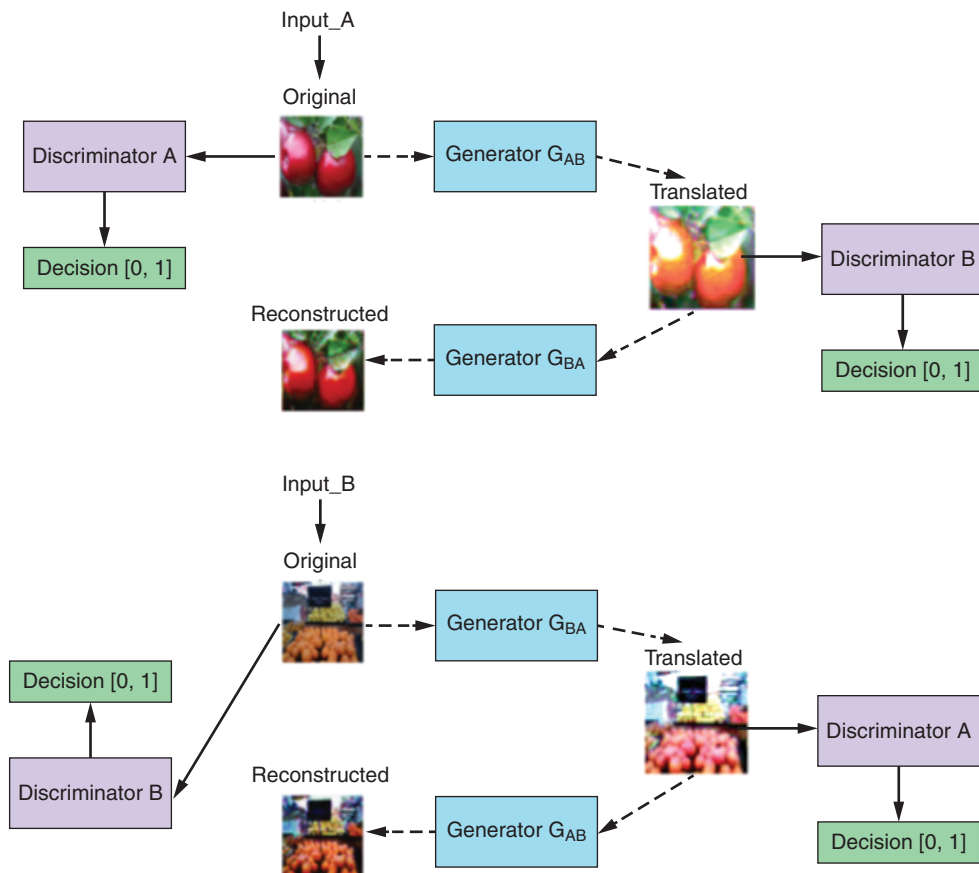 Input_A
Original
Discriminator A
Generator G_AB
Translated
Decision [0, 1]
Discriminator B
Reconstructed
Generator G_BA
Decision [0, 1]
Input_B
Original
Generator G_BA
Translated
Decision [0, 1]
Discriminator A
Reconstructed
Discriminator B
Generator G_AB
Decision [0, 1]